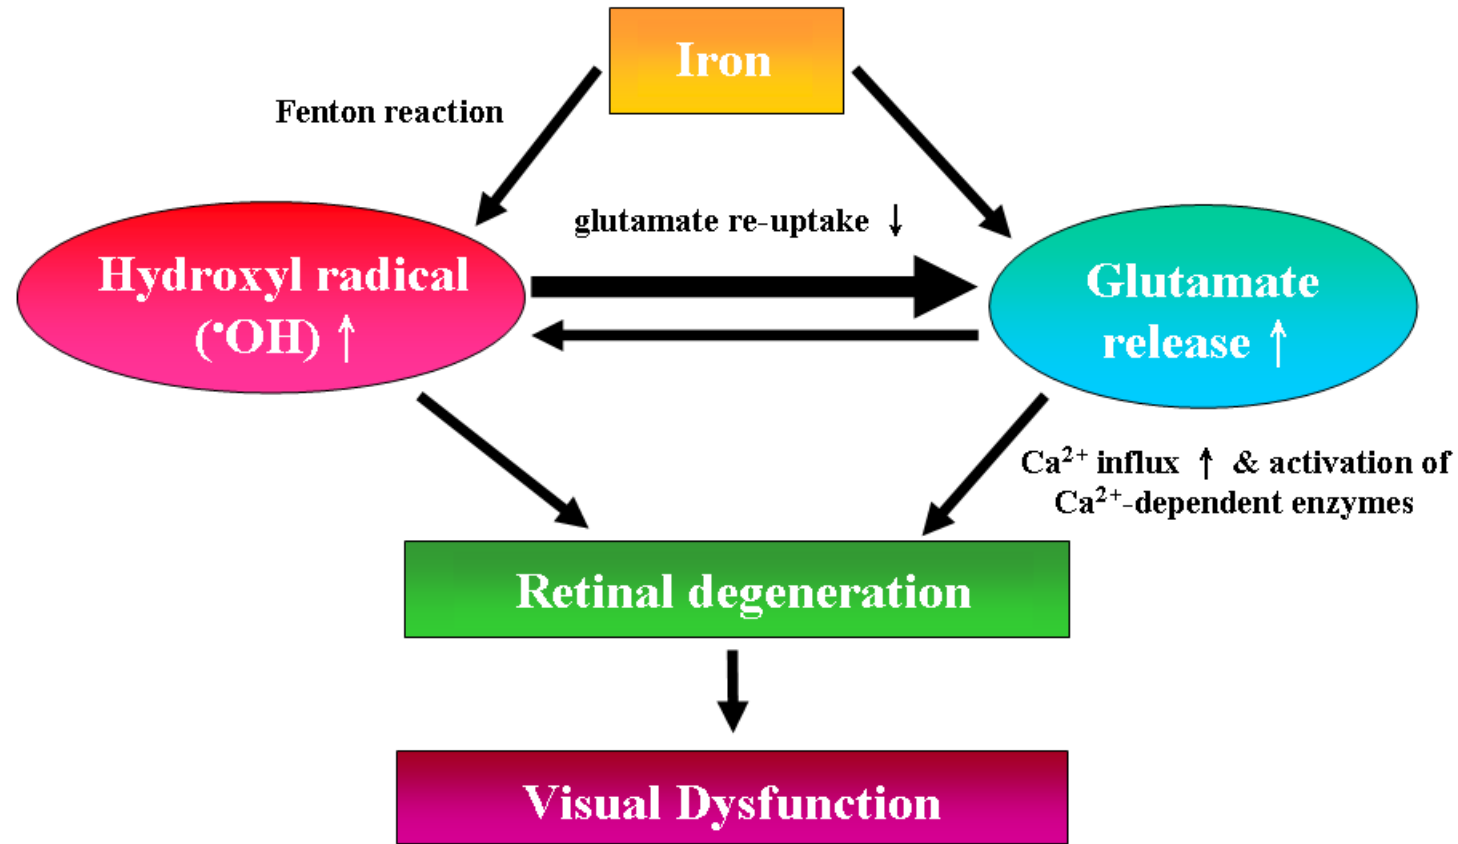 Iron
Fenton reaction
glutamate re-uptake ↓
Hydroxyl radical
(•OH) ↑
Glutamate
release ↑
Ca²⁺ influx ↑ & activation of
Ca²⁺-dependent enzymes
Retinal degeneration
Visual Dysfunction